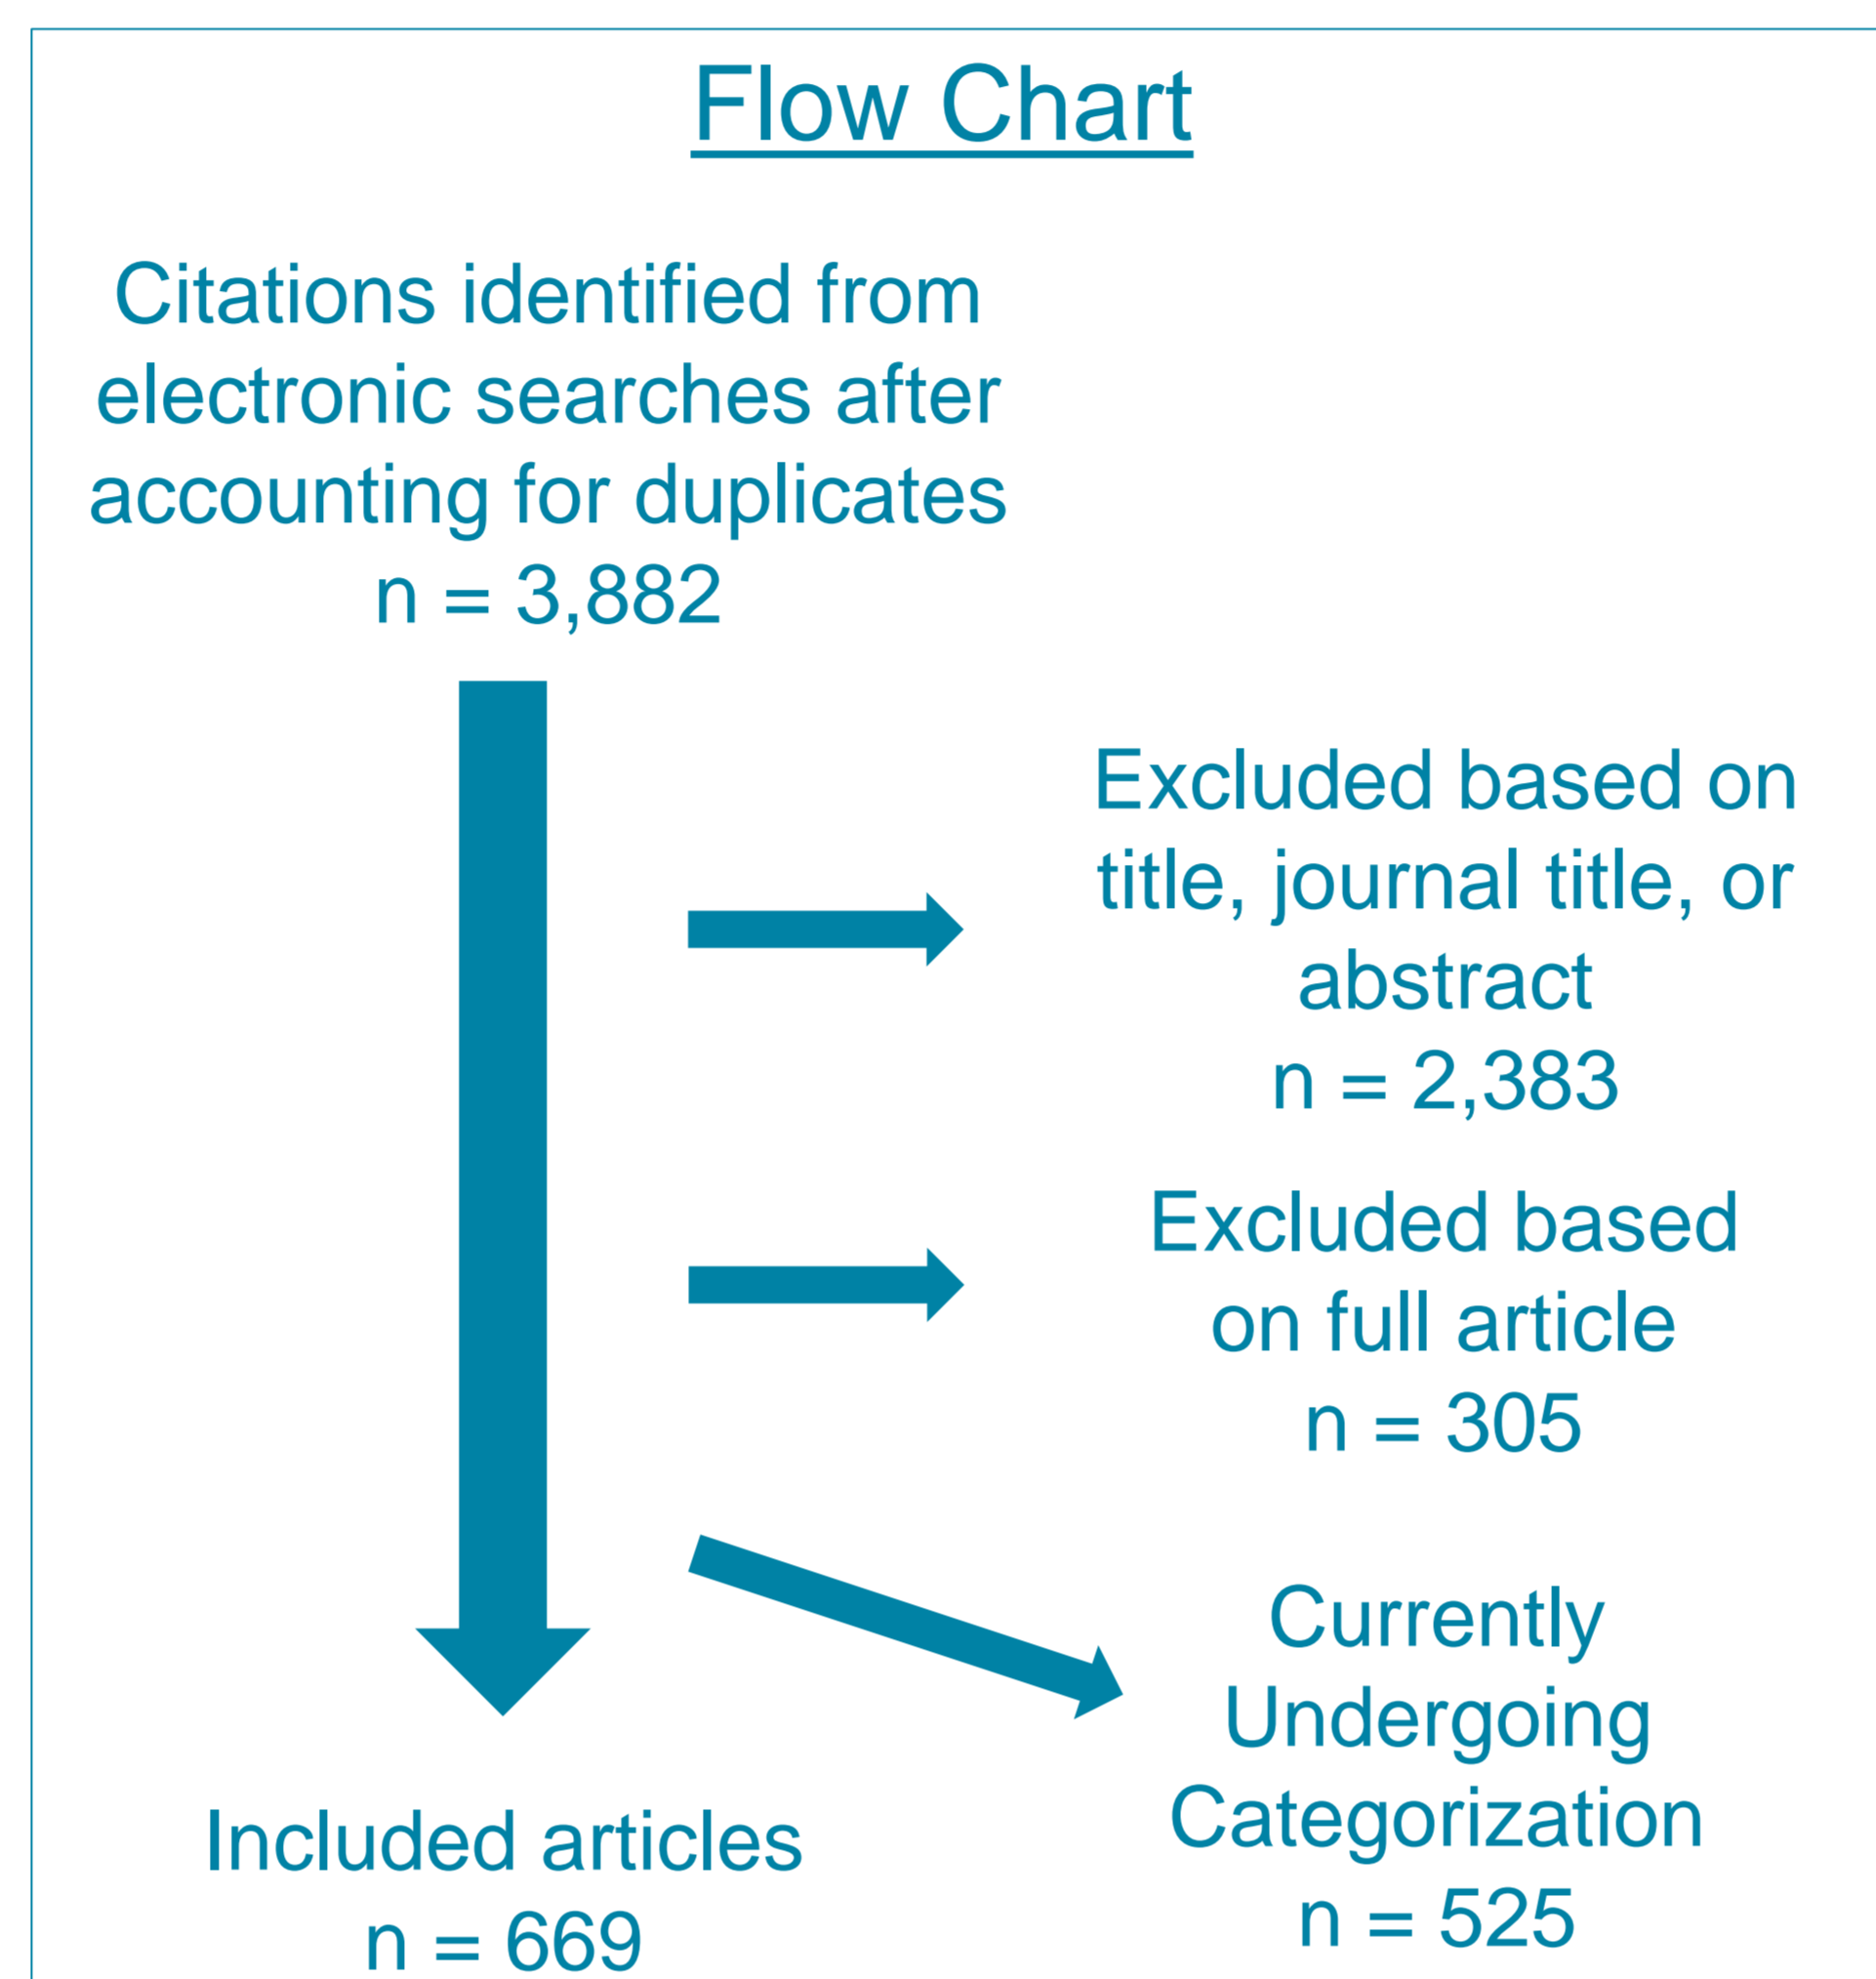 Flow Chart
Citations identified from
electronic searches after
accounting for duplicates
n = 3,882
Excluded based on
title, journal title, or
abstract
n = 2,383
Excluded based
on full article
n = 305
Currently
Undergoing
Categorization
n = 525
Included articles
n = 669